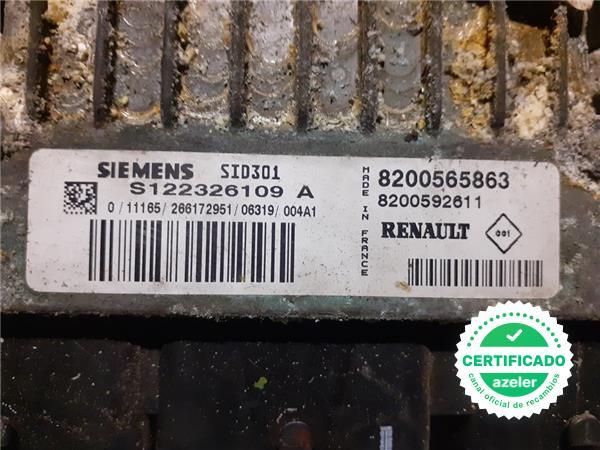 SIEMENS SID301
S122326109 A
0 / 11165 / 266172951 / 06319 / 004A1
MADE IN FRANCE
8200565863
8200592611
RENAULT 001
CERTIFICADO
azeler
canal oficial de recambios